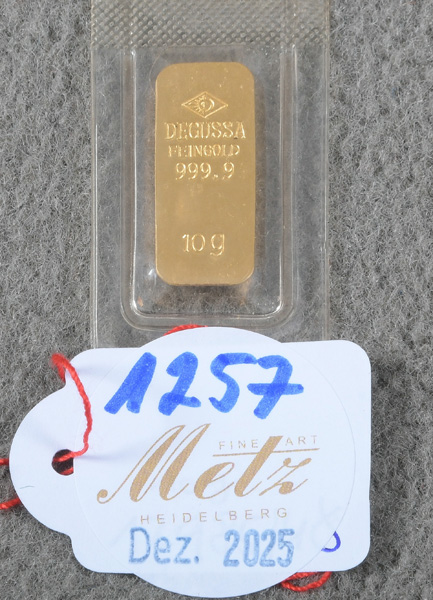 DEGUSSA
FEINGOLD
999.9
10 g
1257
FINE ART
Metz
HEIDELBERG
Dez. 2025